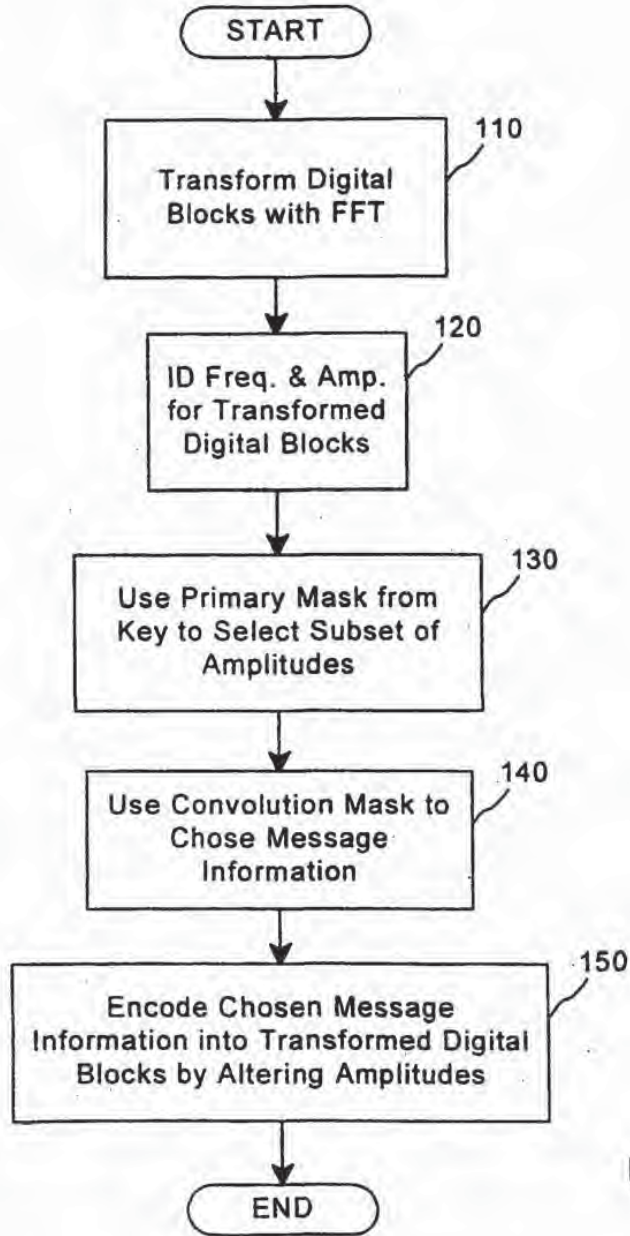 START
110
Transform Digital
Blocks with FFT
120
ID Freq. & Amp.
for Transformed
Digital Blocks
130
Use Primary Mask from
Key to Select Subset of
Amplitudes
140
Use Convolution Mask to
Chose Message
Information
150
Encode Chosen Message
Information into Transformed Digital
Blocks by Altering Amplitudes
END